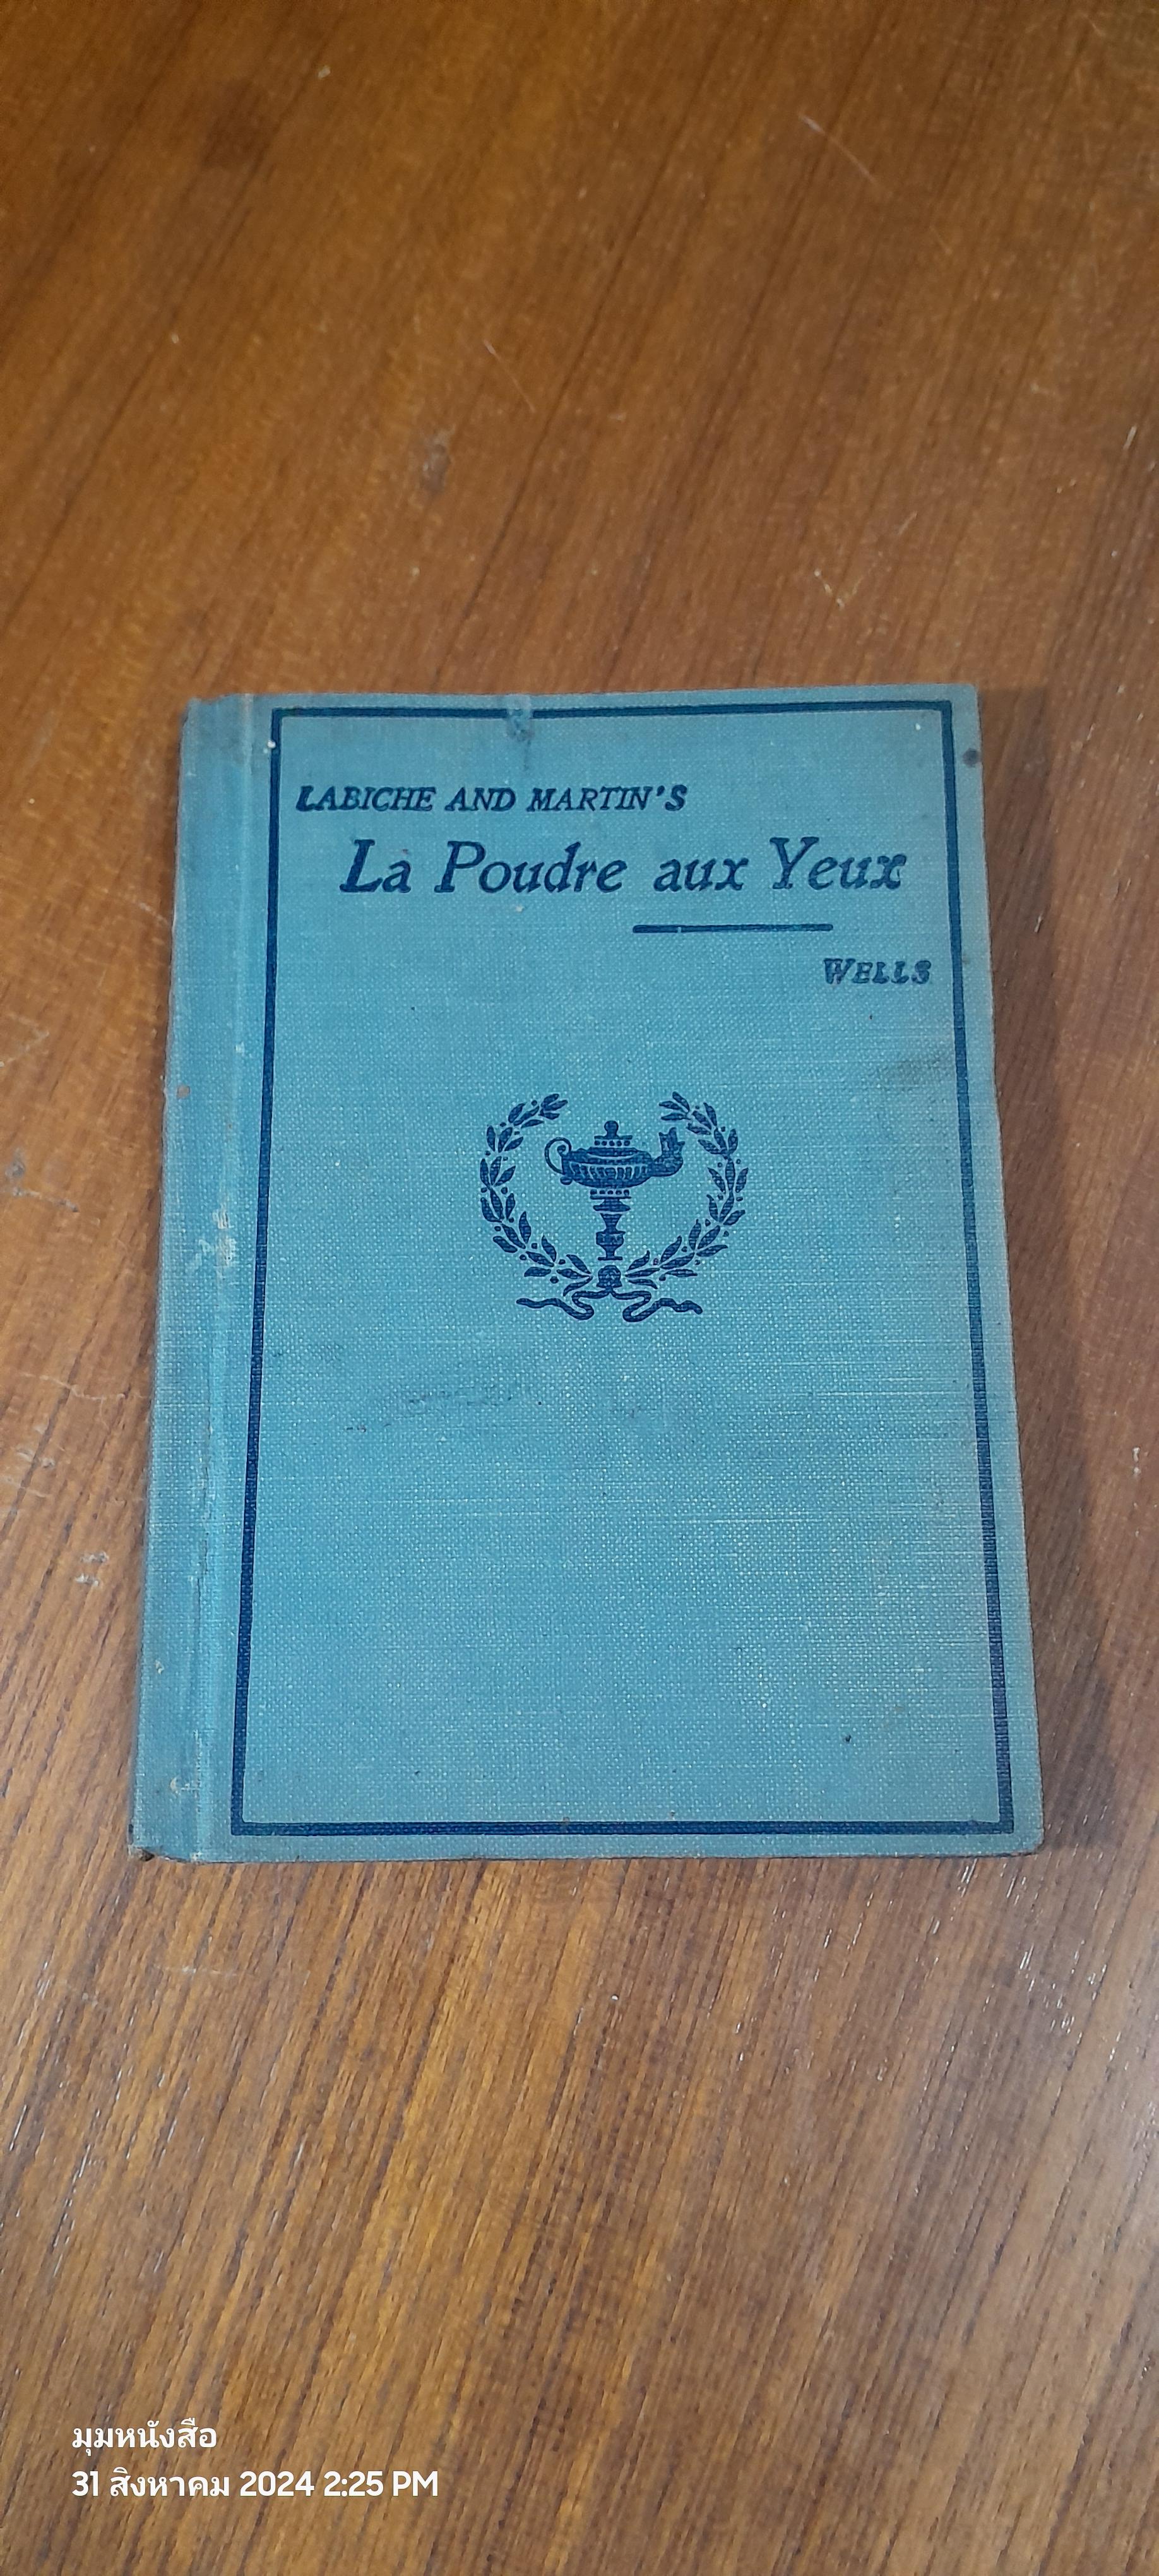 LABICHE AND MARTIN'S
La Poudre aux Yeux
WELLS
มุมหนังสือ
31 สิงหาคม 2024 2:25 PM